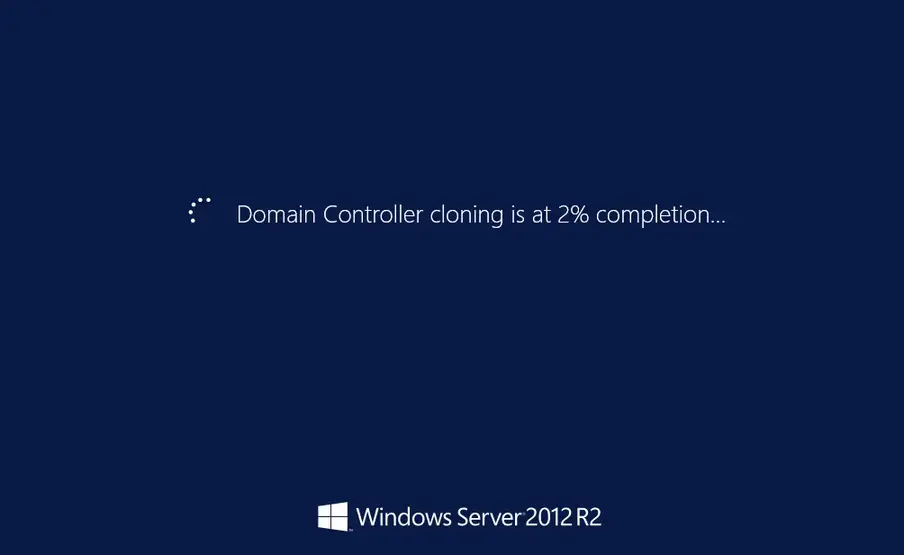 Domain Controller cloning is at 2% completion...
Windows Server 2012 R2